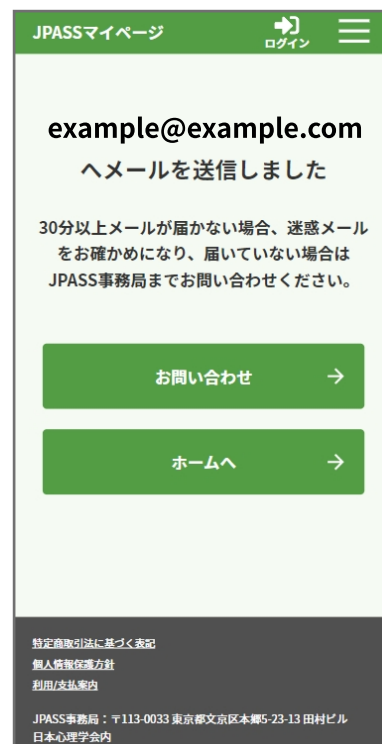 JPASSマイページ
ログイン
example@example.com
へメールを送信しました
30分以上メールが届かない場合、迷惑メール
をお確かめになり、届いていない場合は
JPASS事務局までお問い合わせください。
お問い合わせ
ホームへ
特定商取引法に基づく表記
個人情報保護方針
利用/支払案内
JPASS事務局：〒113-0033 東京都文京区本郷5-23-13 田村ビル
日本心理学会内